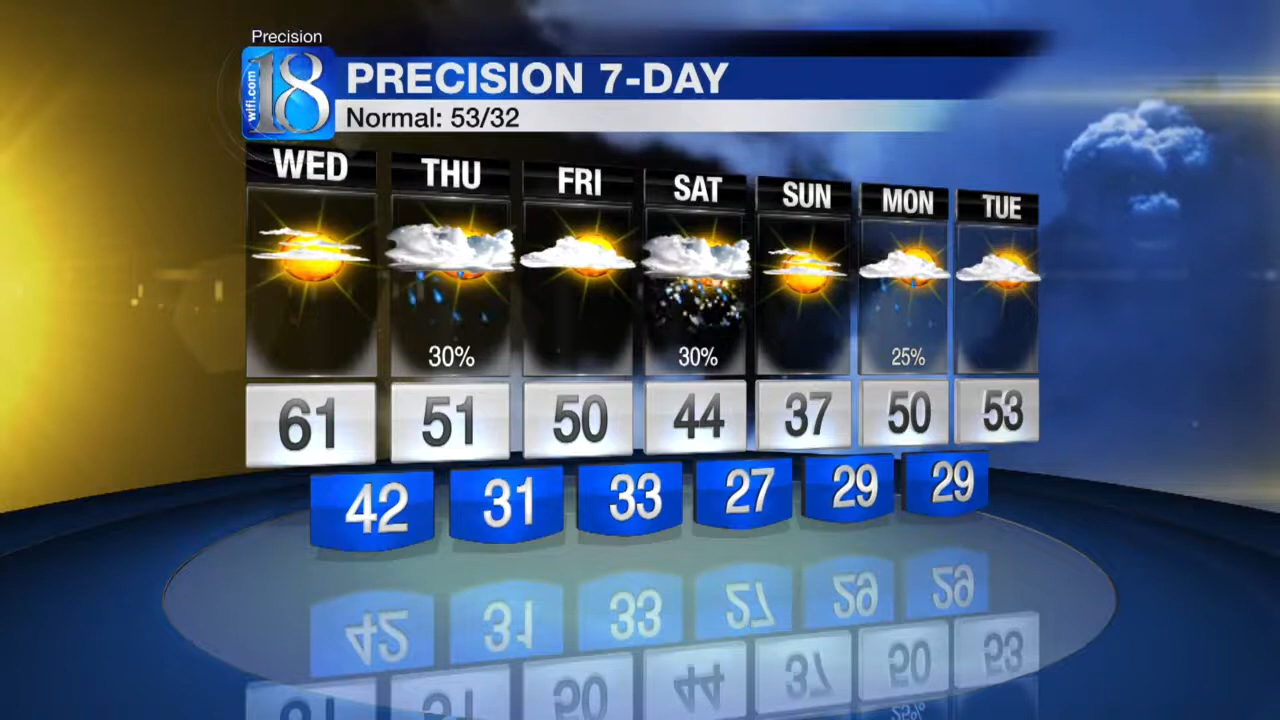 Precision
wlfi.com
18
PRECISION 7-DAY
Normal: 53/32
WED THU FRI SAT SUN MON TUE
30% 30% 25%
61 51 50 44 37 50 53
42 31 33 27 29 29